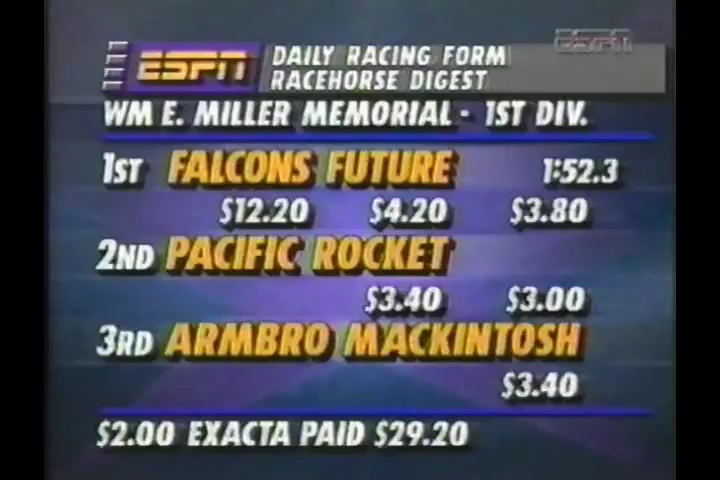 ESPN DAILY RACING FORM ESPN
RACEHORSE DIGEST
WM E. MILLER MEMORIAL - 1ST DIV.
1ST FALCONS FUTURE 1:52.3
$12.20 $4.20 $3.80
2ND PACIFIC ROCKET
$3.40 $3.00
3RD ARMBRO MACKINTOSH
$3.40
$2.00 EXACTA PAID $29.20